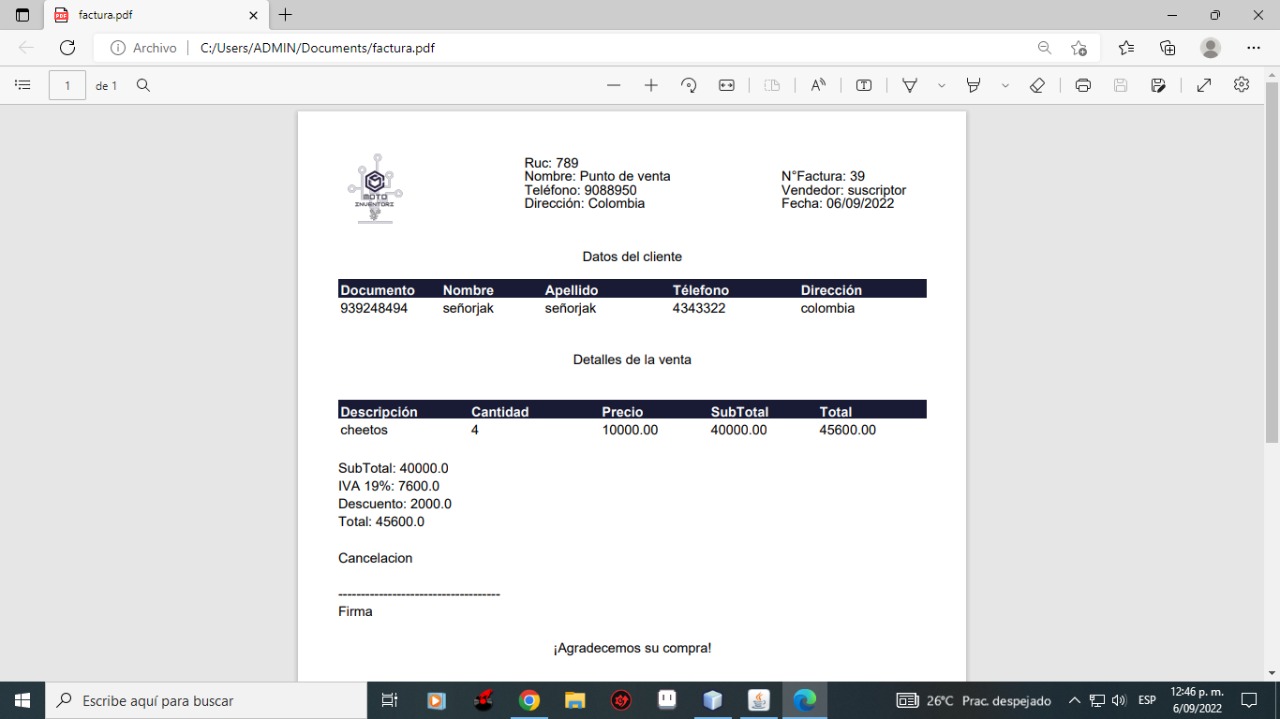 factura.pdf
Archivo
C:/Users/ADMIN/Documents/factura.pdf
1
de 1
MOTO
INVENTORI
Ruc: 789
Nombre: Punto de venta
Teléfono: 9088950
Dirección: Colombia
N°Factura: 39
Vendedor: suscriptor
Fecha: 06/09/2022
Datos del cliente
Documento Nombre Apellido Télefono Dirección
939248494 señorjak señorjak 4343322 colombia
Detalles de la venta
Descripción Cantidad Precio SubTotal Total
cheetos 4 10000.00 40000.00 45600.00
SubTotal: 40000.0
IVA 19%: 7600.0
Descuento: 2000.0
Total: 45600.0
Cancelacion
------------------------------------
Firma
¡Agradecemos su compra!
Escribe aquí para buscar
26°C Prac. despejado
ESP
12:46 p. m.
6/09/2022